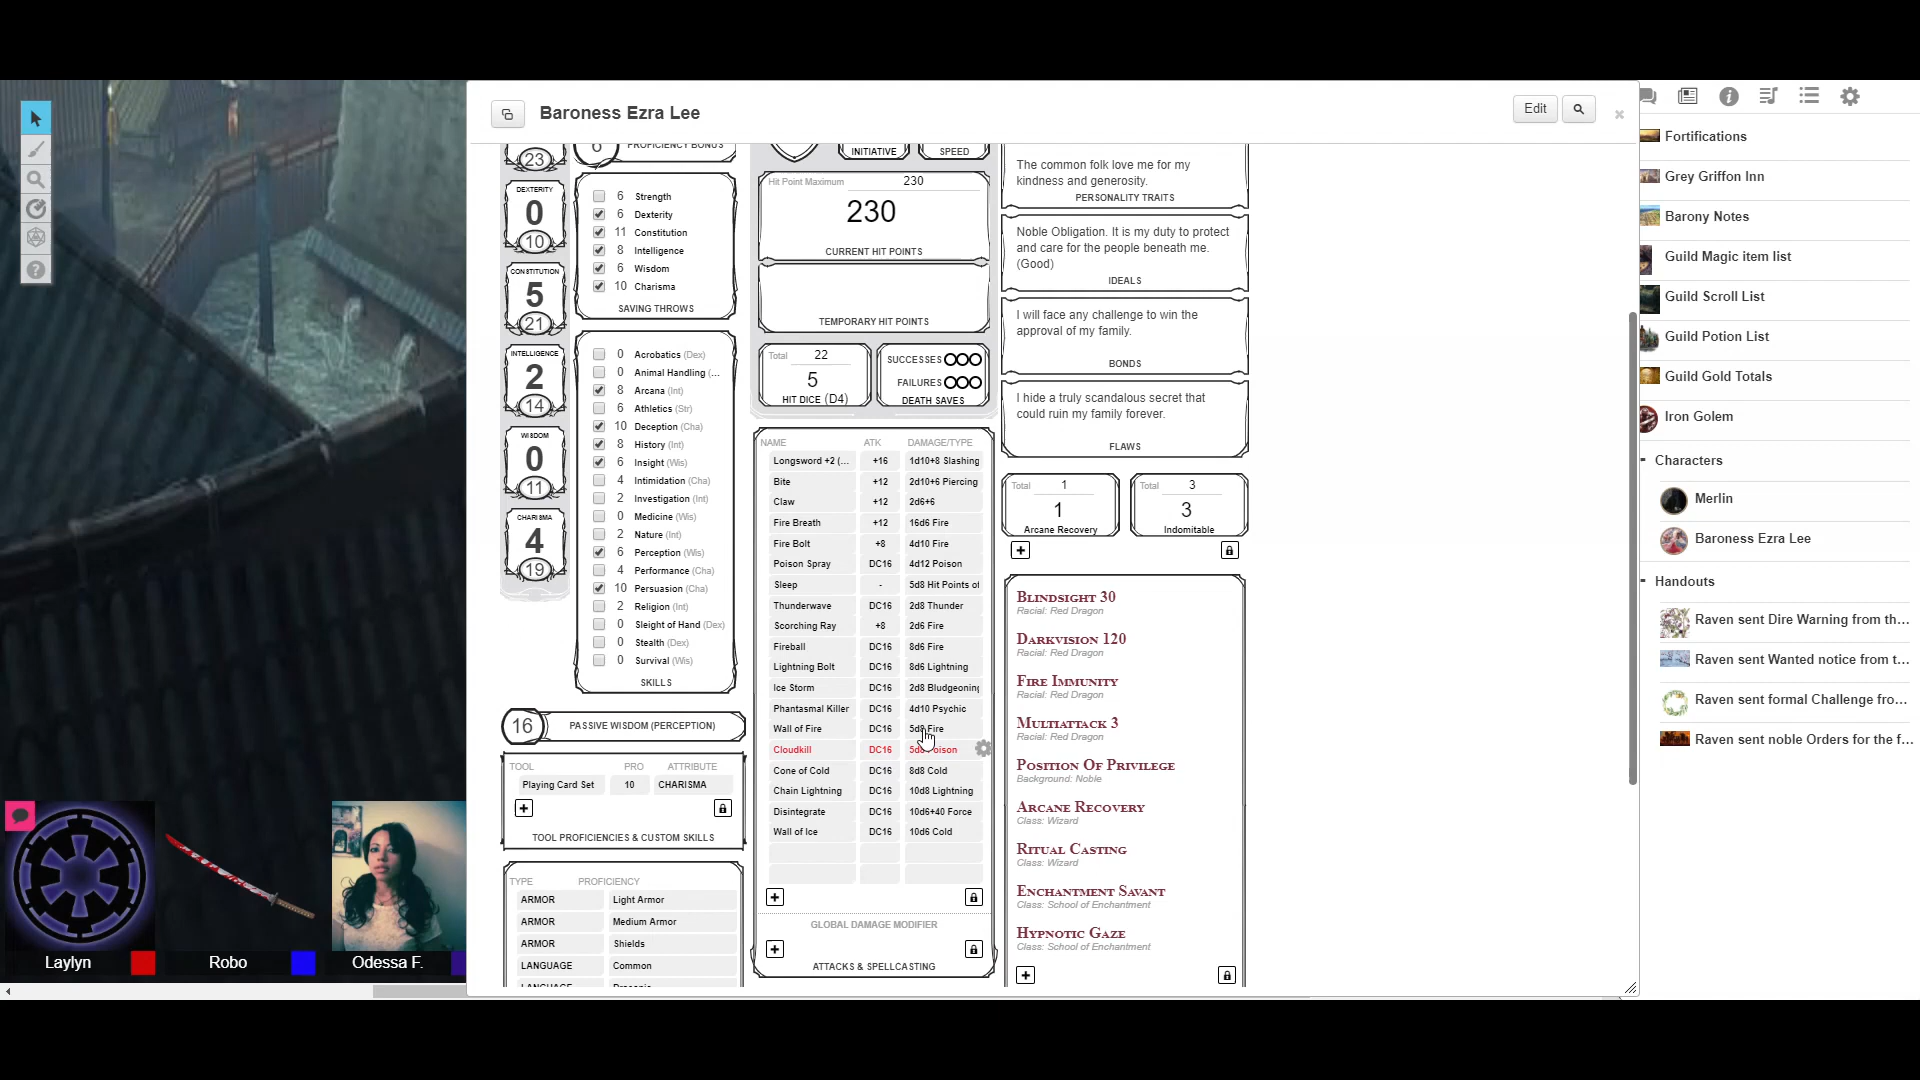 Baroness Ezra Lee
Edit
23
6
PROFICIENCY BONUS
DEXTERITY
0
10
CONSTITUTION
5
21
INTELLIGENCE
2
14
WISDOM
0
11
CHARISMA
4
19
6 Strength
6 Dexterity
11 Constitution
8 Intelligence
6 Wisdom
10 Charisma
SAVING THROWS
0 Acrobatics (Dex)
0 Animal Handling (...
8 Arcana (Int)
6 Athletics (Str)
10 Deception (Cha)
8 History (Int)
6 Insight (Wis)
4 Intimidation (Cha)
2 Investigation (Int)
0 Medicine (Wis)
2 Nature (Int)
6 Perception (Wis)
4 Performance (Cha)
10 Persuasion (Cha)
2 Religion (Int)
0 Sleight of Hand (Dex)
0 Stealth (Dex)
0 Survival (Wis)
SKILLS
16 PASSIVE WISDOM (PERCEPTION)
TOOL PRO ATTRIBUTE
Playing Card Set 10 CHARISMA
TOOL PROFICIENCIES & CUSTOM SKILLS
TYPE PROFICIENCY
ARMOR Light Armor
ARMOR Medium Armor
ARMOR Shields
LANGUAGE Common
LANGUAGE Draconic
INITIATIVE SPEED
Hit Point Maximum 230
230
CURRENT HIT POINTS
TEMPORARY HIT POINTS
Total 22
5
HIT DICE (D4)
SUCCESSES
FAILURES
DEATH SAVES
NAME ATK DAMAGE/TYPE
Longsword +2 (... +16 1d10+8 Slashing
Bite +12 2d10+6 Piercing
Claw +12 2d6+6
Fire Breath +12 16d6 Fire
Fire Bolt +8 4d10 Fire
Poison Spray DC16 4d12 Poison
Sleep - 5d8 Hit Points of
Thunderwave DC16 2d8 Thunder
Scorching Ray +8 2d6 Fire
Fireball DC16 8d6 Fire
Lightning Bolt DC16 8d6 Lightning
Ice Storm DC16 2d8 Bludgeoning
Phantasmal Killer DC16 4d10 Psychic
Wall of Fire DC16 5d8 Fire
Cloudkill DC16 5d8 Poison
Cone of Cold DC16 8d8 Cold
Chain Lightning DC16 10d8 Lightning
Disintegrate DC16 10d6+40 Force
Wall of Ice DC16 10d6 Cold
GLOBAL DAMAGE MODIFIER
ATTACKS & SPELLCASTING
The common folk love me for my
kindness and generosity.
PERSONALITY TRAITS
Noble Obligation. It is my duty to protect
and care for the people beneath me.
(Good)
IDEALS
I will face any challenge to win the
approval of my family.
BONDS
I hide a truly scandalous secret that
could ruin my family forever.
FLAWS
Total 1
1
Arcane Recovery
Total 3
3
Indomitable
BLINDSIGHT 30
Racial: Red Dragon
DARKVISION 120
Racial: Red Dragon
FIRE IMMUNITY
Racial: Red Dragon
MULTIATTACK 3
Racial: Red Dragon
POSITION OF PRIVILEGE
Background: Noble
ARCANE RECOVERY
Class: Wizard
RITUAL CASTING
Class: Wizard
ENCHANTMENT SAVANT
Class: School of Enchantment
HYPNOTIC GAZE
Class: School of Enchantment
Fortifications
Grey Griffon Inn
Barony Notes
Guild Magic item list
Guild Scroll List
Guild Potion List
Guild Gold Totals
Iron Golem
Characters
Merlin
Baroness Ezra Lee
Handouts
Raven sent Dire Warning from th...
Raven sent Wanted notice from t...
Raven sent formal Challenge fro...
Raven sent noble Orders for the f...
Laylyn
Robo
Odessa F.